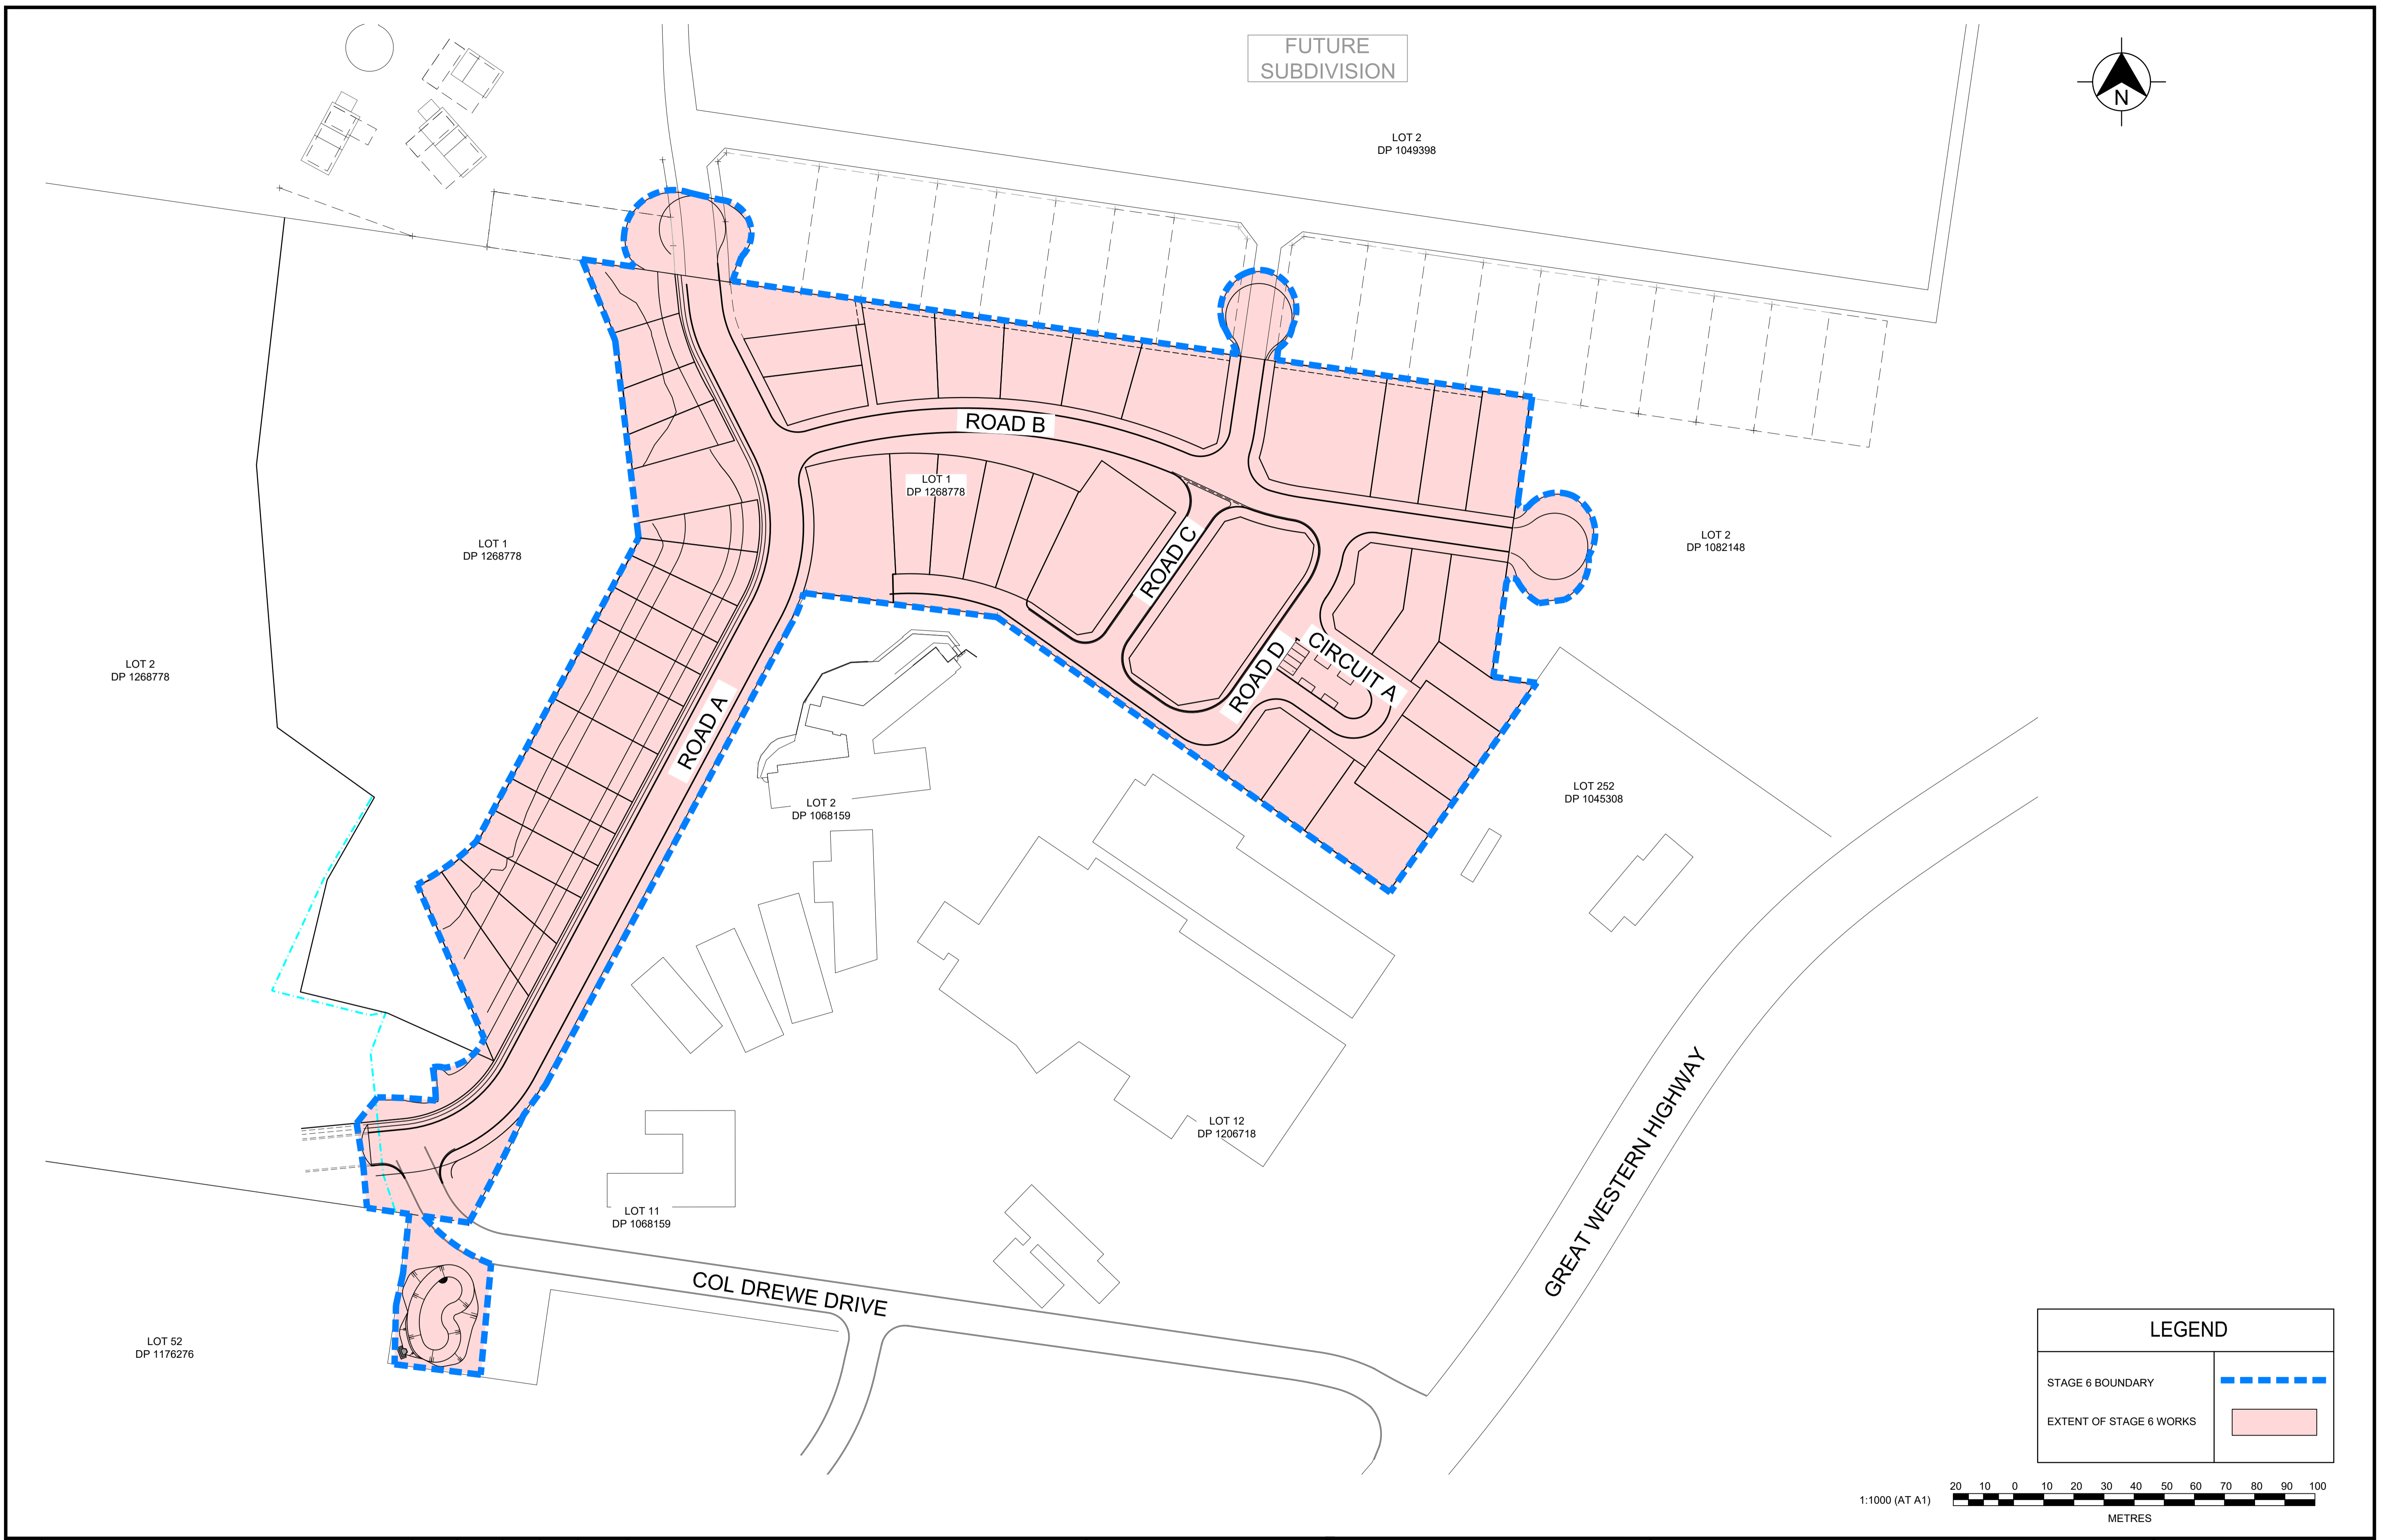 FUTURE
SUBDIVISION
N
LOT 2
DP 1049398
ROAD B
LOT 1
DP 1268778
LOT 1
DP 1268778
ROAD C
LOT 2
DP 1082148
LOT 2
DP 1268778
ROAD D
CIRCUIT A
ROAD A
LOT 2
DP 1068159
LOT 252
DP 1045308
LOT 12
DP 1206718
GREAT WESTERN HIGHWAY
LOT 11
DP 1068159
COL DREWE DRIVE
LOT 52
DP 1176276
LEGEND
STAGE 6 BOUNDARY
EXTENT OF STAGE 6 WORKS
1:1000 (AT A1)
20 10 0 10 20 30 40 50 60 70 80 90 100
METRES